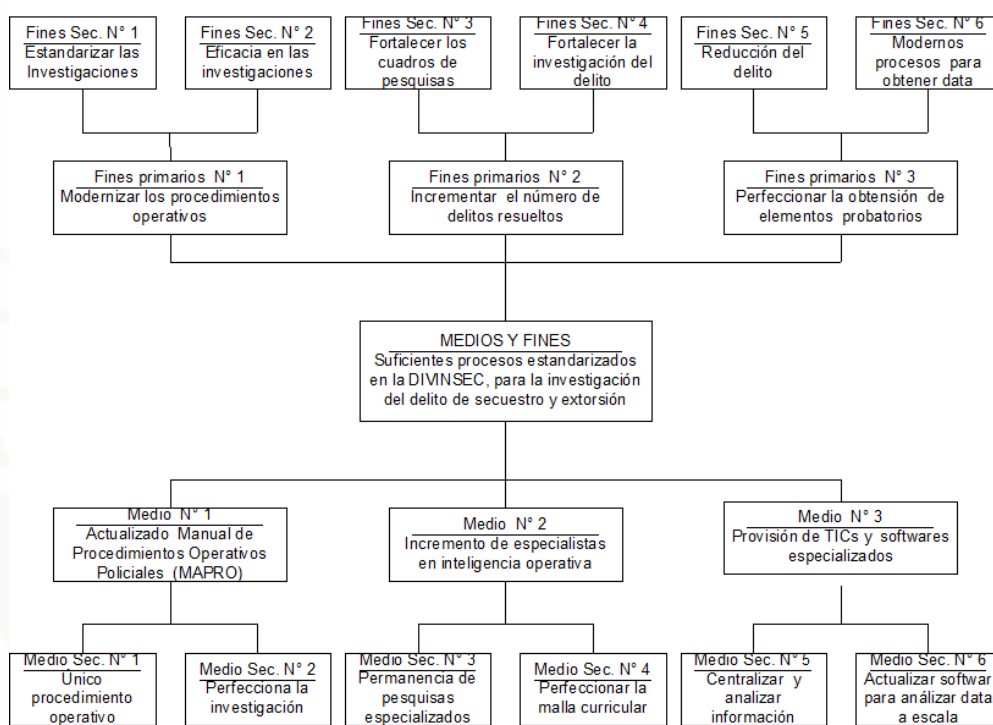 Fines Sec. N° 1
Estandarizar las
Investigaciones
Fines Sec. N° 2
Eficacia en las
investigaciones
Fines Sec. N° 3
Fortalecer los
cuadros de
pesquisas
Fines Sec. N° 4
Fortalecer la
investigación del
delito
Fines Sec. N° 5
Reducción del
delito
Fines Sec. N° 6
Modernos
procesos para
obtener data
Fines primarios N° 1
Modernizar los procedimientos
operativos
Fines primarios N° 2
Incrementar el número de
delitos resueltos
Fines primarios N° 3
Perfeccionar la obtensión de
elementos probatorios
MEDIOS Y FINES
Suficientes procesos estandarizados
en la DIVINSEC, para la investigación
del delito de secuestro y extorsión
Medio N° 1
Actualizado Manual de
Procedimientos Operativos
Policiales (MAPRO)
Medio N° 2
Incremento de especialistas
en inteligencia operativa
Medio N° 3
Provisión de TICs y softwares
especializados
Medio Sec. N° 1
Único
procedimiento
operativo
Medio Sec. N° 2
Perfecciona la
investigación
Medio Sec. N° 3
Permanencia de
pesquisas
especializados
Medio Sec. N° 4
Perfeccionar la
malla curricular
Medio Sec. N° 5
Centralizar y
analizar
información
Medio Sec. N° 6
Actualizar softwar
para análizar data
a escala